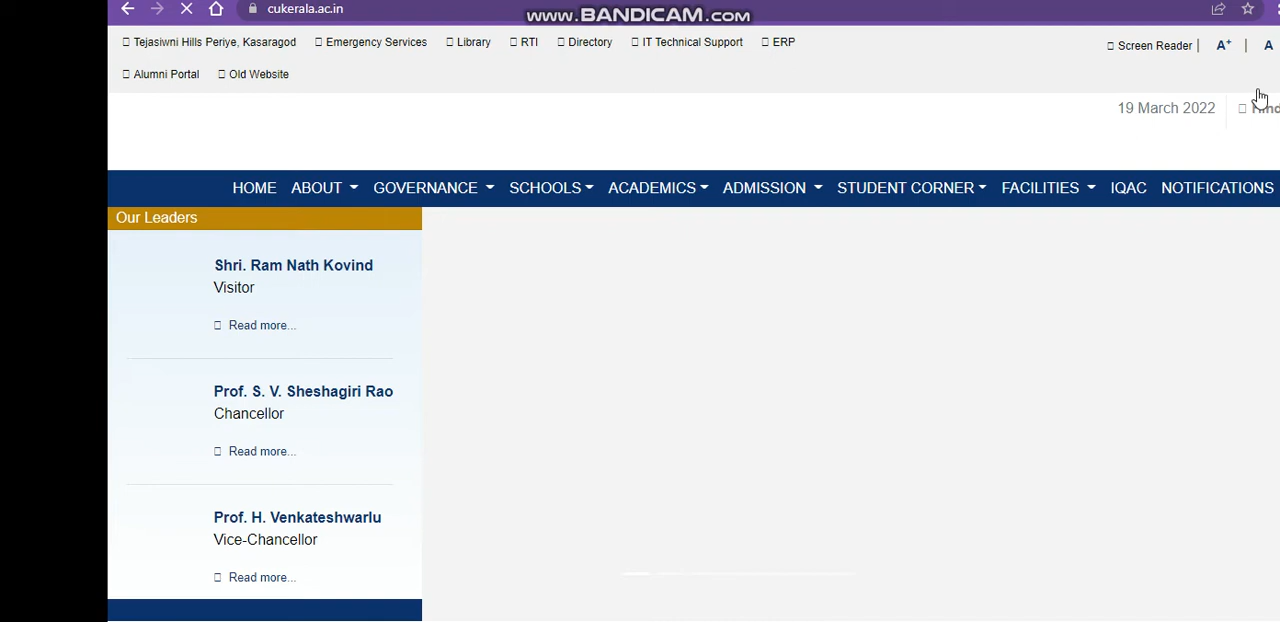 cukerala.ac.in
www.BANDICAM.com
Tejasiwni Hills Periye, Kasaragod Emergency Services Library RTI Directory IT Technical Support ERP
Screen Reader | A+ | A
Alumni Portal Old Website
19 March 2022
HOME ABOUT GOVERNANCE SCHOOLS ACADEMICS ADMISSION STUDENT CORNER FACILITIES IQAC NOTIFICATIONS
Our Leaders
Shri. Ram Nath Kovind
Visitor
Read more...
Prof. S. V. Sheshagiri Rao
Chancellor
Read more...
Prof. H. Venkateshwarlu
Vice-Chancellor
Read more...